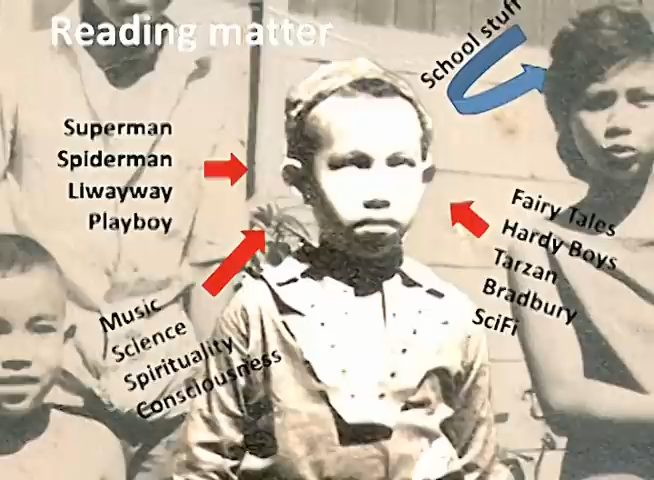 Reading matter
School stuff
Superman
Spiderman
Liwayway
Playboy
Fairy Tales
Hardy Boys
Tarzan
Bradbury
SciFi
Music
Science
Spirituality
Consciousness